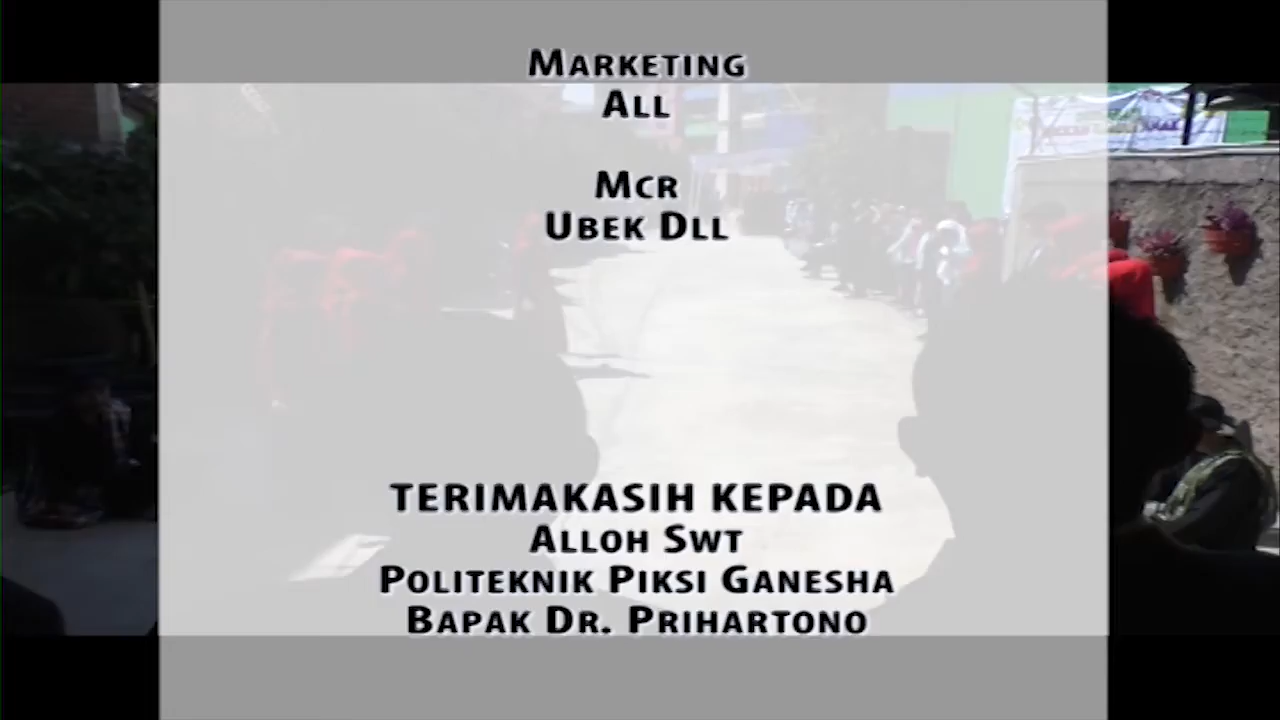 MARKETING
ALL
MCR
UBEK DLL
TERIMAKASIH KEPADA
ALLOH SWT
POLITEKNIK PIKSI GANESHA
BAPAK DR. PRIHARTONO